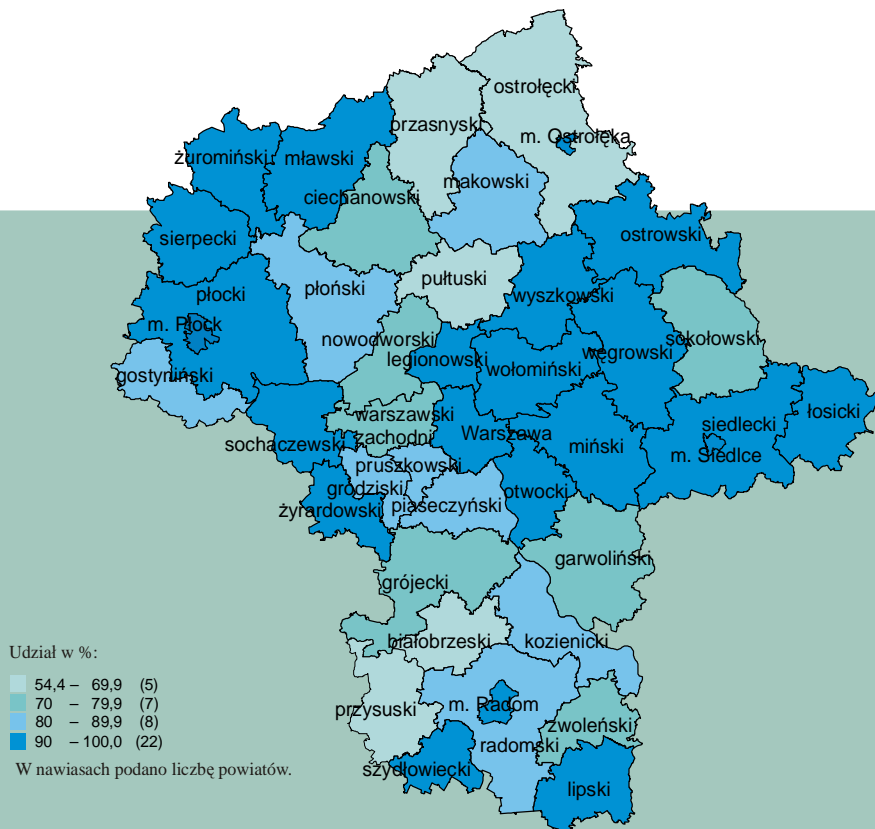 ostrołęcki
przasnyski
m. Ostrołęka
żuromiński
mławski
makowski
ciechanowski
sierpecki
ostrowski
pułtuski
płocki
płoński
wyszkowski
m. Płock
nowodworski
sokołowski
legionowski
wołomiński
węgrowski
gostyniński
warszawski
zachodni
Warszawa
siedlecki
łosicki
sochaczewski
miński
m. Siedlce
pruszkowski
grodziski
otwocki
żyrardowski
piaseczyński
garwoliński
grójecki
białobrzeski
kozienicki
Udział w %:
54,4 – 69,9 (5)
70 – 79,9 (7)
80 – 89,9 (8)
90 – 100,0 (22)
W nawiasach podano liczbę powiatów.
przysuski
m. Radom
zwoleński
radomski
szydłowiecki
lipski